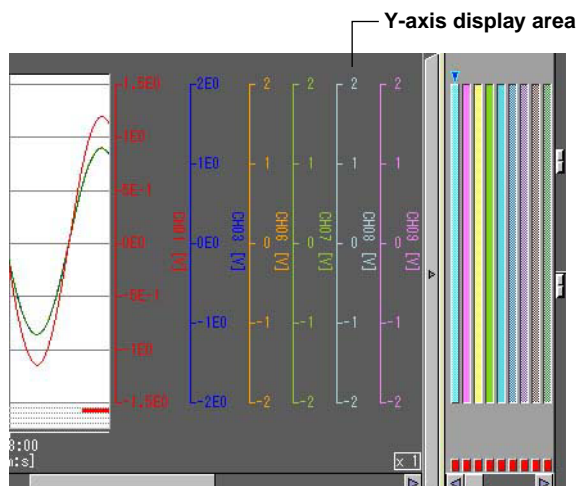 Y-axis display area
1.5E0
1E0
5E-1
0E0
-5E-1
-1E0
-1.5E0
CH01 [V]
2E0
1E0
0E0
-1E0
-2E0
CH03 [V]
2
1
0
-1
-2
CH06 [V]
2
1
0
-1
-2
CH07 [V]
2
1
0
-1
-2
CH08 [V]
2
1
0
-1
-2
CH09 [V]
8:00
m:s]
x 1